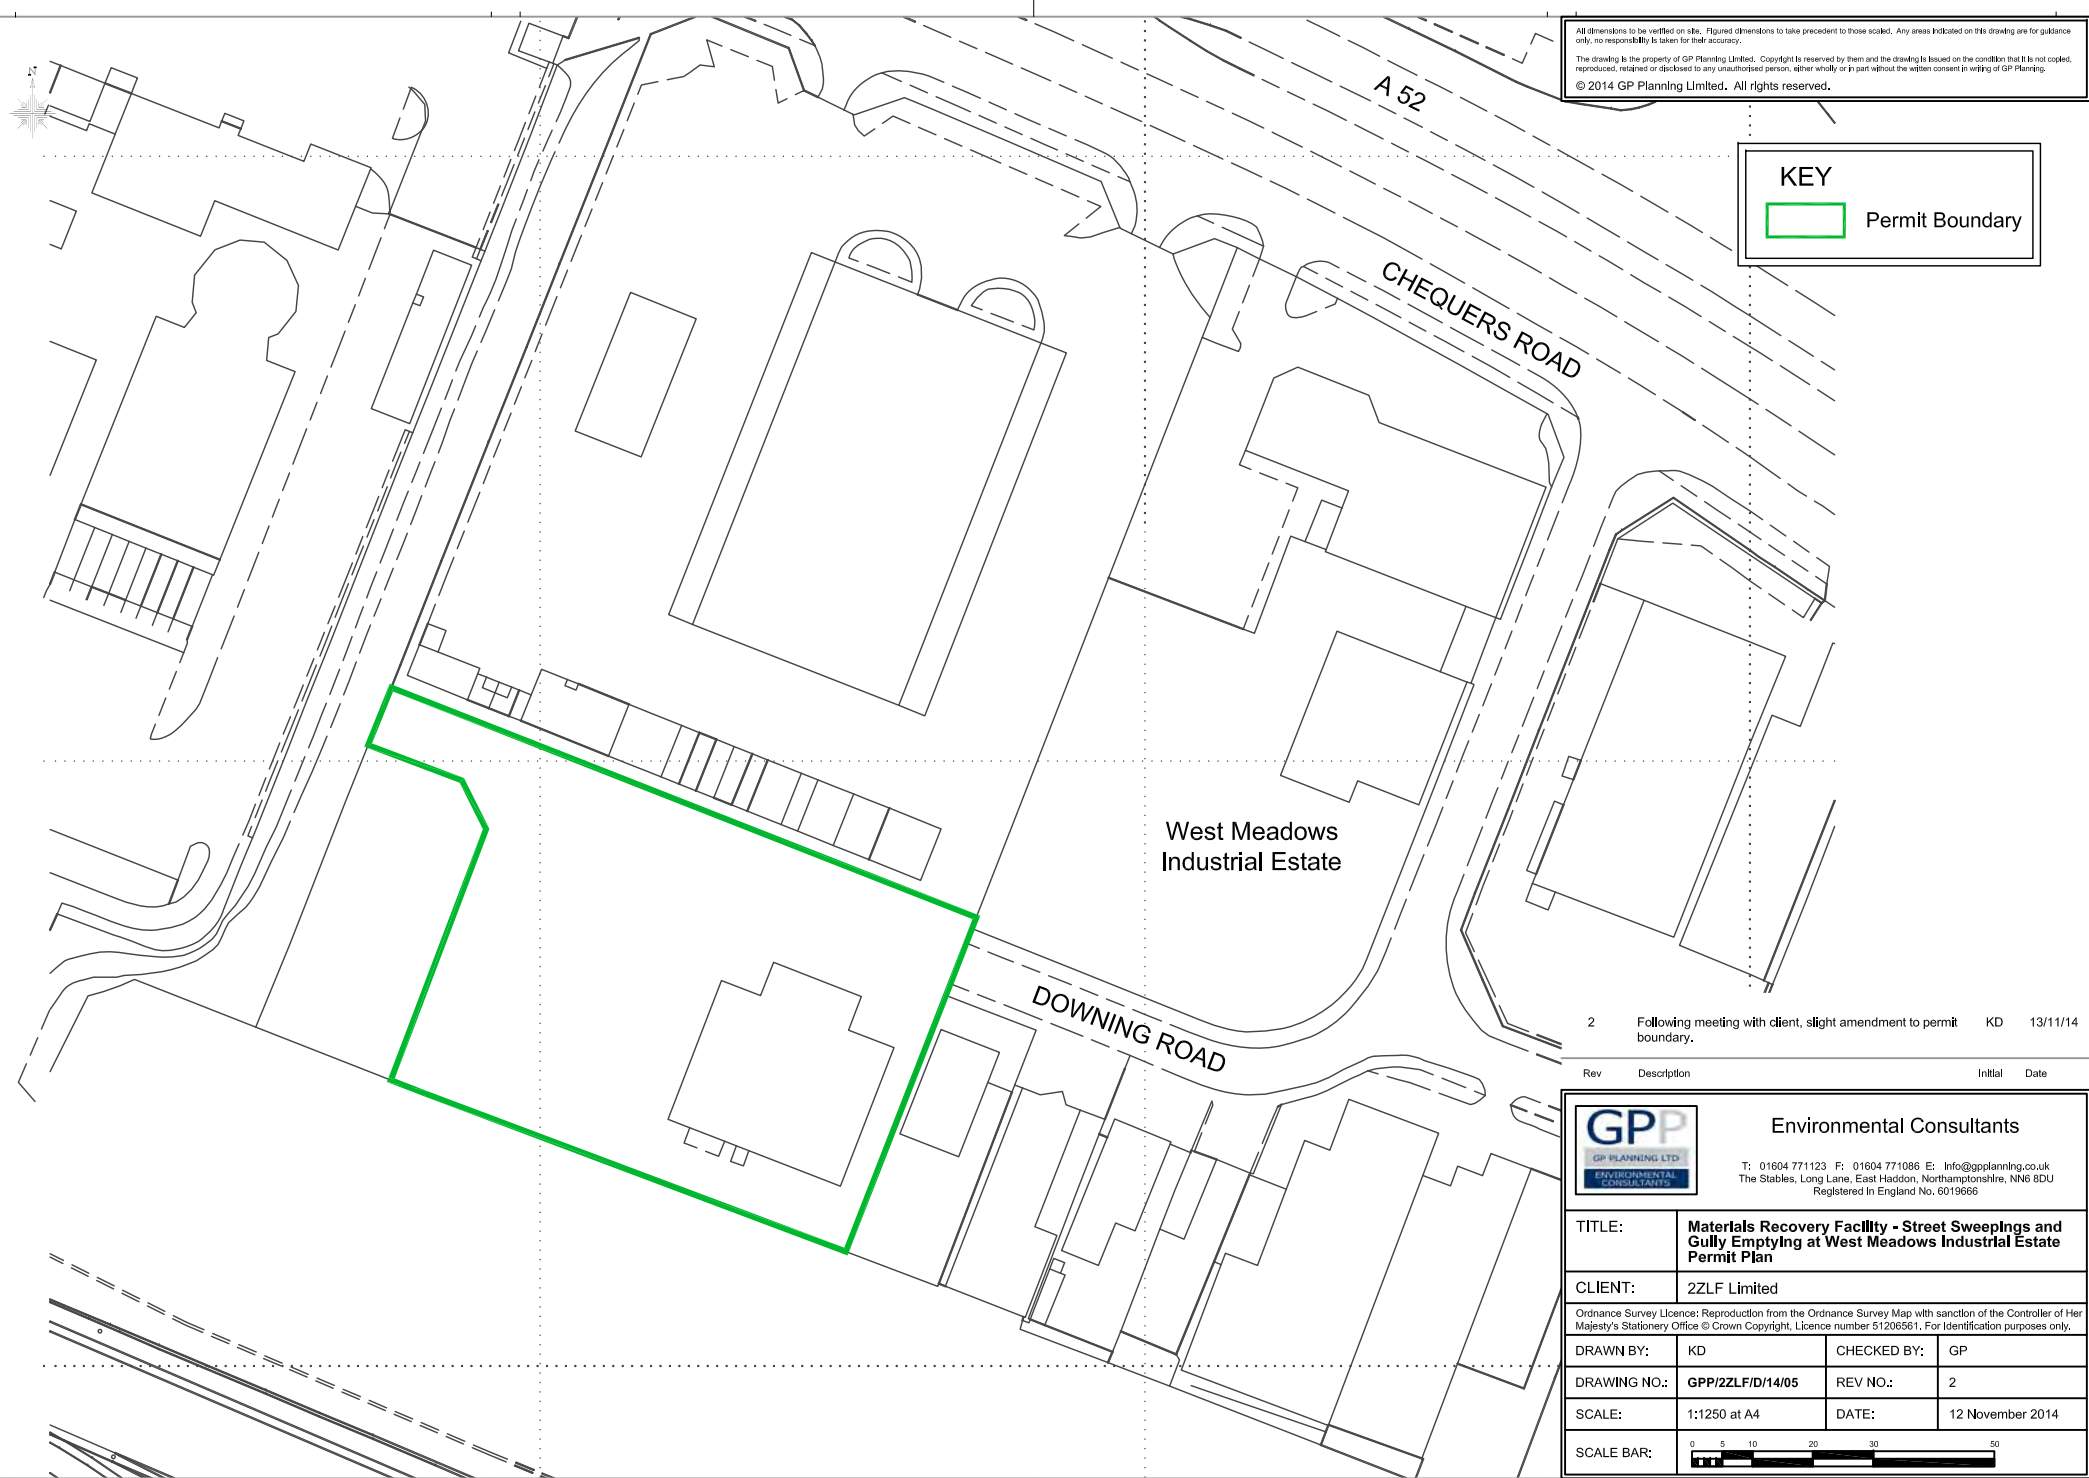 All dimensions to be verified on site. Figured dimensions to take precedent to those scaled. Any areas indicated on this drawing are for guidance
only, no responsibility is taken for their accuracy.
The drawing is the property of GP Planning Limited. Copyright is reserved by them and the drawing is issued on the condition that it is not copied,
reproduced, retained or disclosed to any unauthorised person, either wholly or in part without the written consent in writing of GP Planning.
© 2014 GP Planning Limited. All rights reserved.
N
A 52
KEY
Permit Boundary
CHEQUERS ROAD
West Meadows
Industrial Estate
DOWNING ROAD
2 Following meeting with client, slight amendment to permit KD 13/11/14
boundary.
Rev Description Initial Date
GPP
GP PLANNING LTD
ENVIRONMENTAL
CONSULTANTS
Environmental Consultants
T: 01604 771123 F: 01604 771086 E: info@gpplanning.co.uk
The Stables, Long Lane, East Haddon, Northamptonshire, NN6 8DU
Registered in England No. 6019666
TITLE: Materials Recovery Facility - Street Sweepings and
Gully Emptying at West Meadows Industrial Estate
Permit Plan
CLIENT: 2ZLF Limited
Ordnance Survey Licence: Reproduction from the Ordnance Survey Map with sanction of the Controller of Her
Majesty's Stationery Office © Crown Copyright, Licence number 51206561. For identification purposes only.
DRAWN BY: KD CHECKED BY: GP
DRAWING NO.: GPP/2ZLF/D/14/05 REV NO.: 2
SCALE: 1:1250 at A4 DATE: 12 November 2014
SCALE BAR: 0 5 10 20 30 50